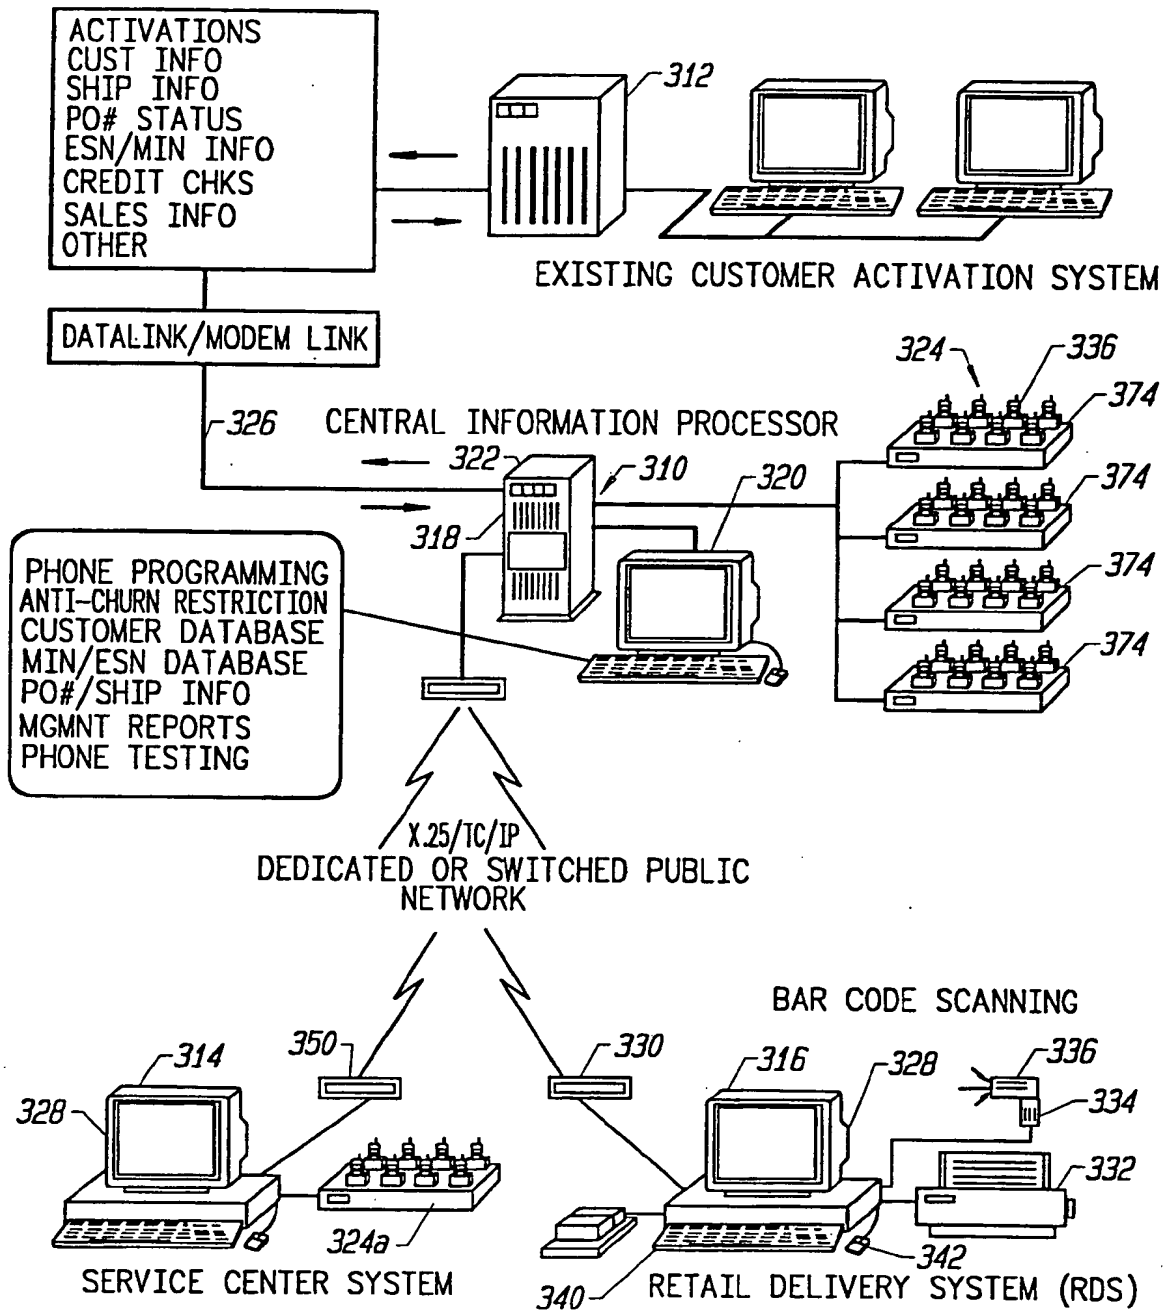 ACTIVATIONS
CUST INFO
SHIP INFO
PO# STATUS
ESN/MIN INFO
CREDIT CHKS
SALES INFO
OTHER
312
EXISTING CUSTOMER ACTIVATION SYSTEM
DATALINK/MODEM LINK
326
CENTRAL INFORMATION PROCESSOR
322
310
318
320
324
336
374
374
374
374
PHONE PROGRAMMING
ANTI-CHURN RESTRICTION
CUSTOMER DATABASE
MIN/ESN DATABASE
PO#/SHIP INFO
MGMNT REPORTS
PHONE TESTING
X.25/TC/IP
DEDICATED OR SWITCHED PUBLIC
NETWORK
BAR CODE SCANNING
314
350
330
316
328
336
334
328
332
324a
342
340
SERVICE CENTER SYSTEM
RETAIL DELIVERY SYSTEM (RDS)